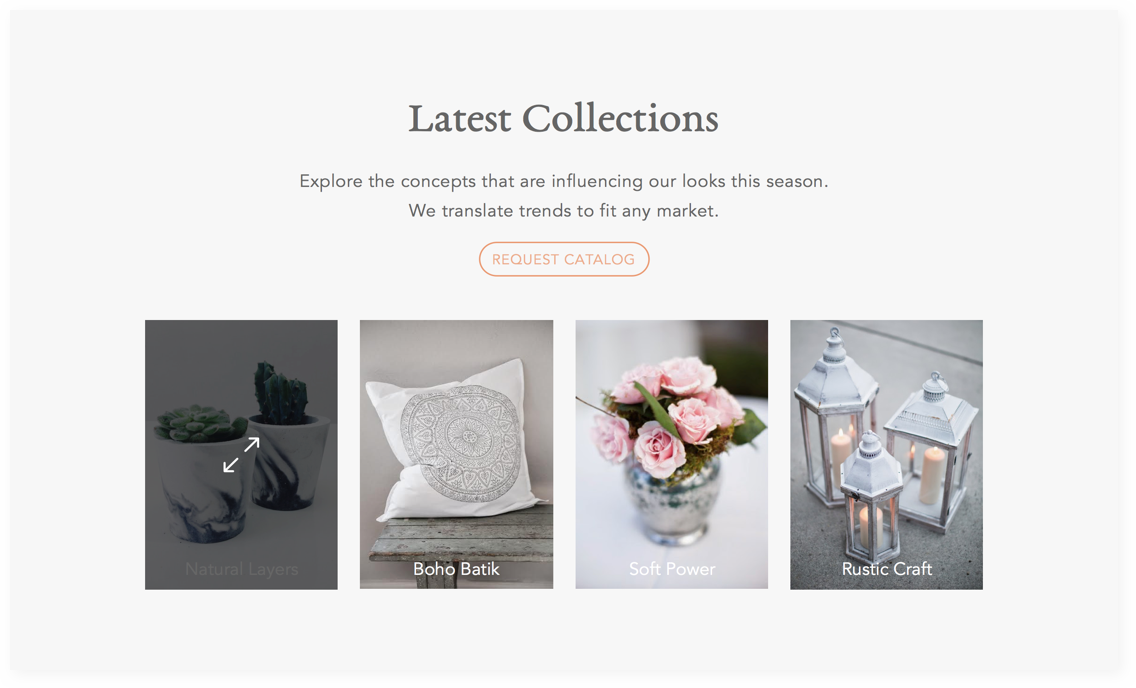 Latest Collections
Explore the concepts that are influencing our looks this season.
We translate trends to fit any market.
REQUEST CATALOG
Natural Layers
Boho Batik
Soft Power
Rustic Craft